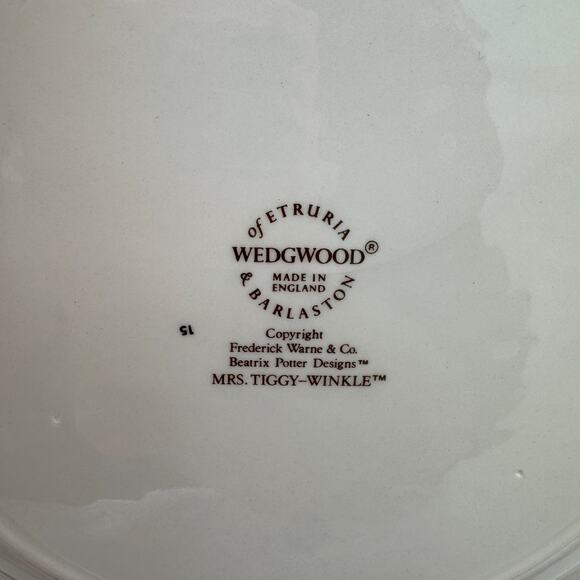 of ETRURIA
WEDGWOOD®
MADE IN
ENGLAND
& BARLASTON
15
Copyright
Frederick Warne & Co.
Beatrix Potter Designs™
MRS. TIGGY–WINKLE™